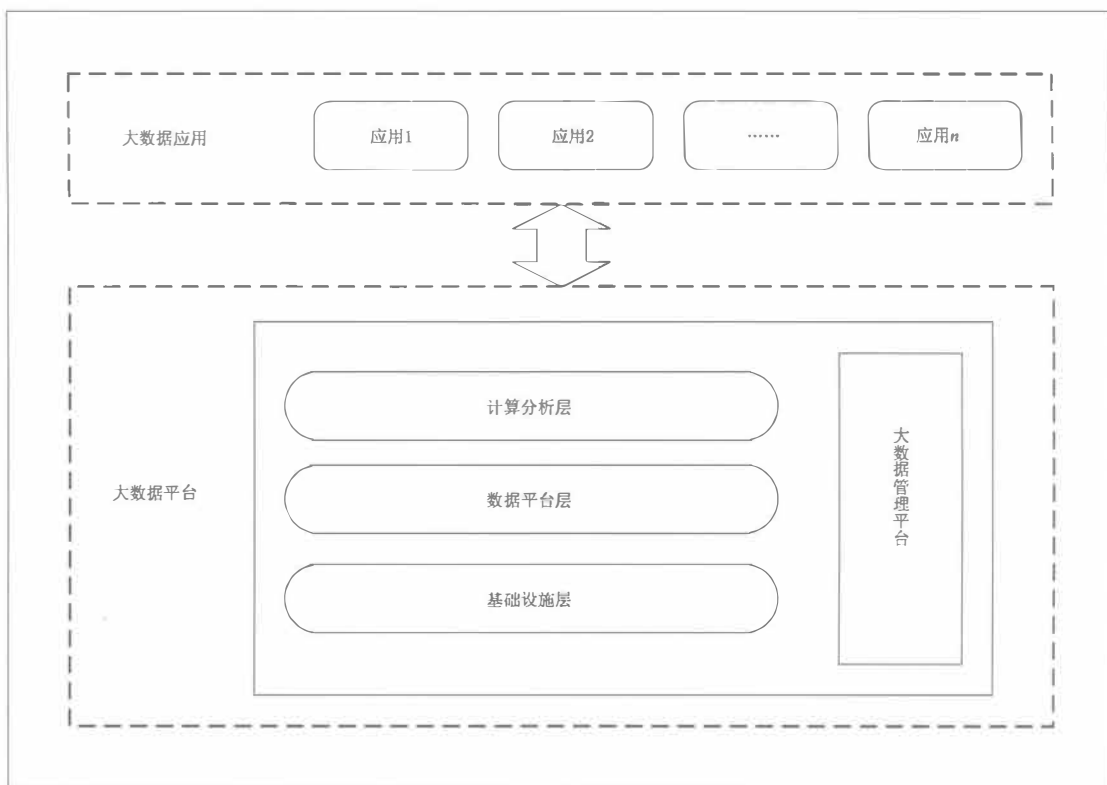 大数据应用
应用1
应用2
……
应用n
计算分析层
大数据管理平台
数据平台层
大数据平台
基础设施层